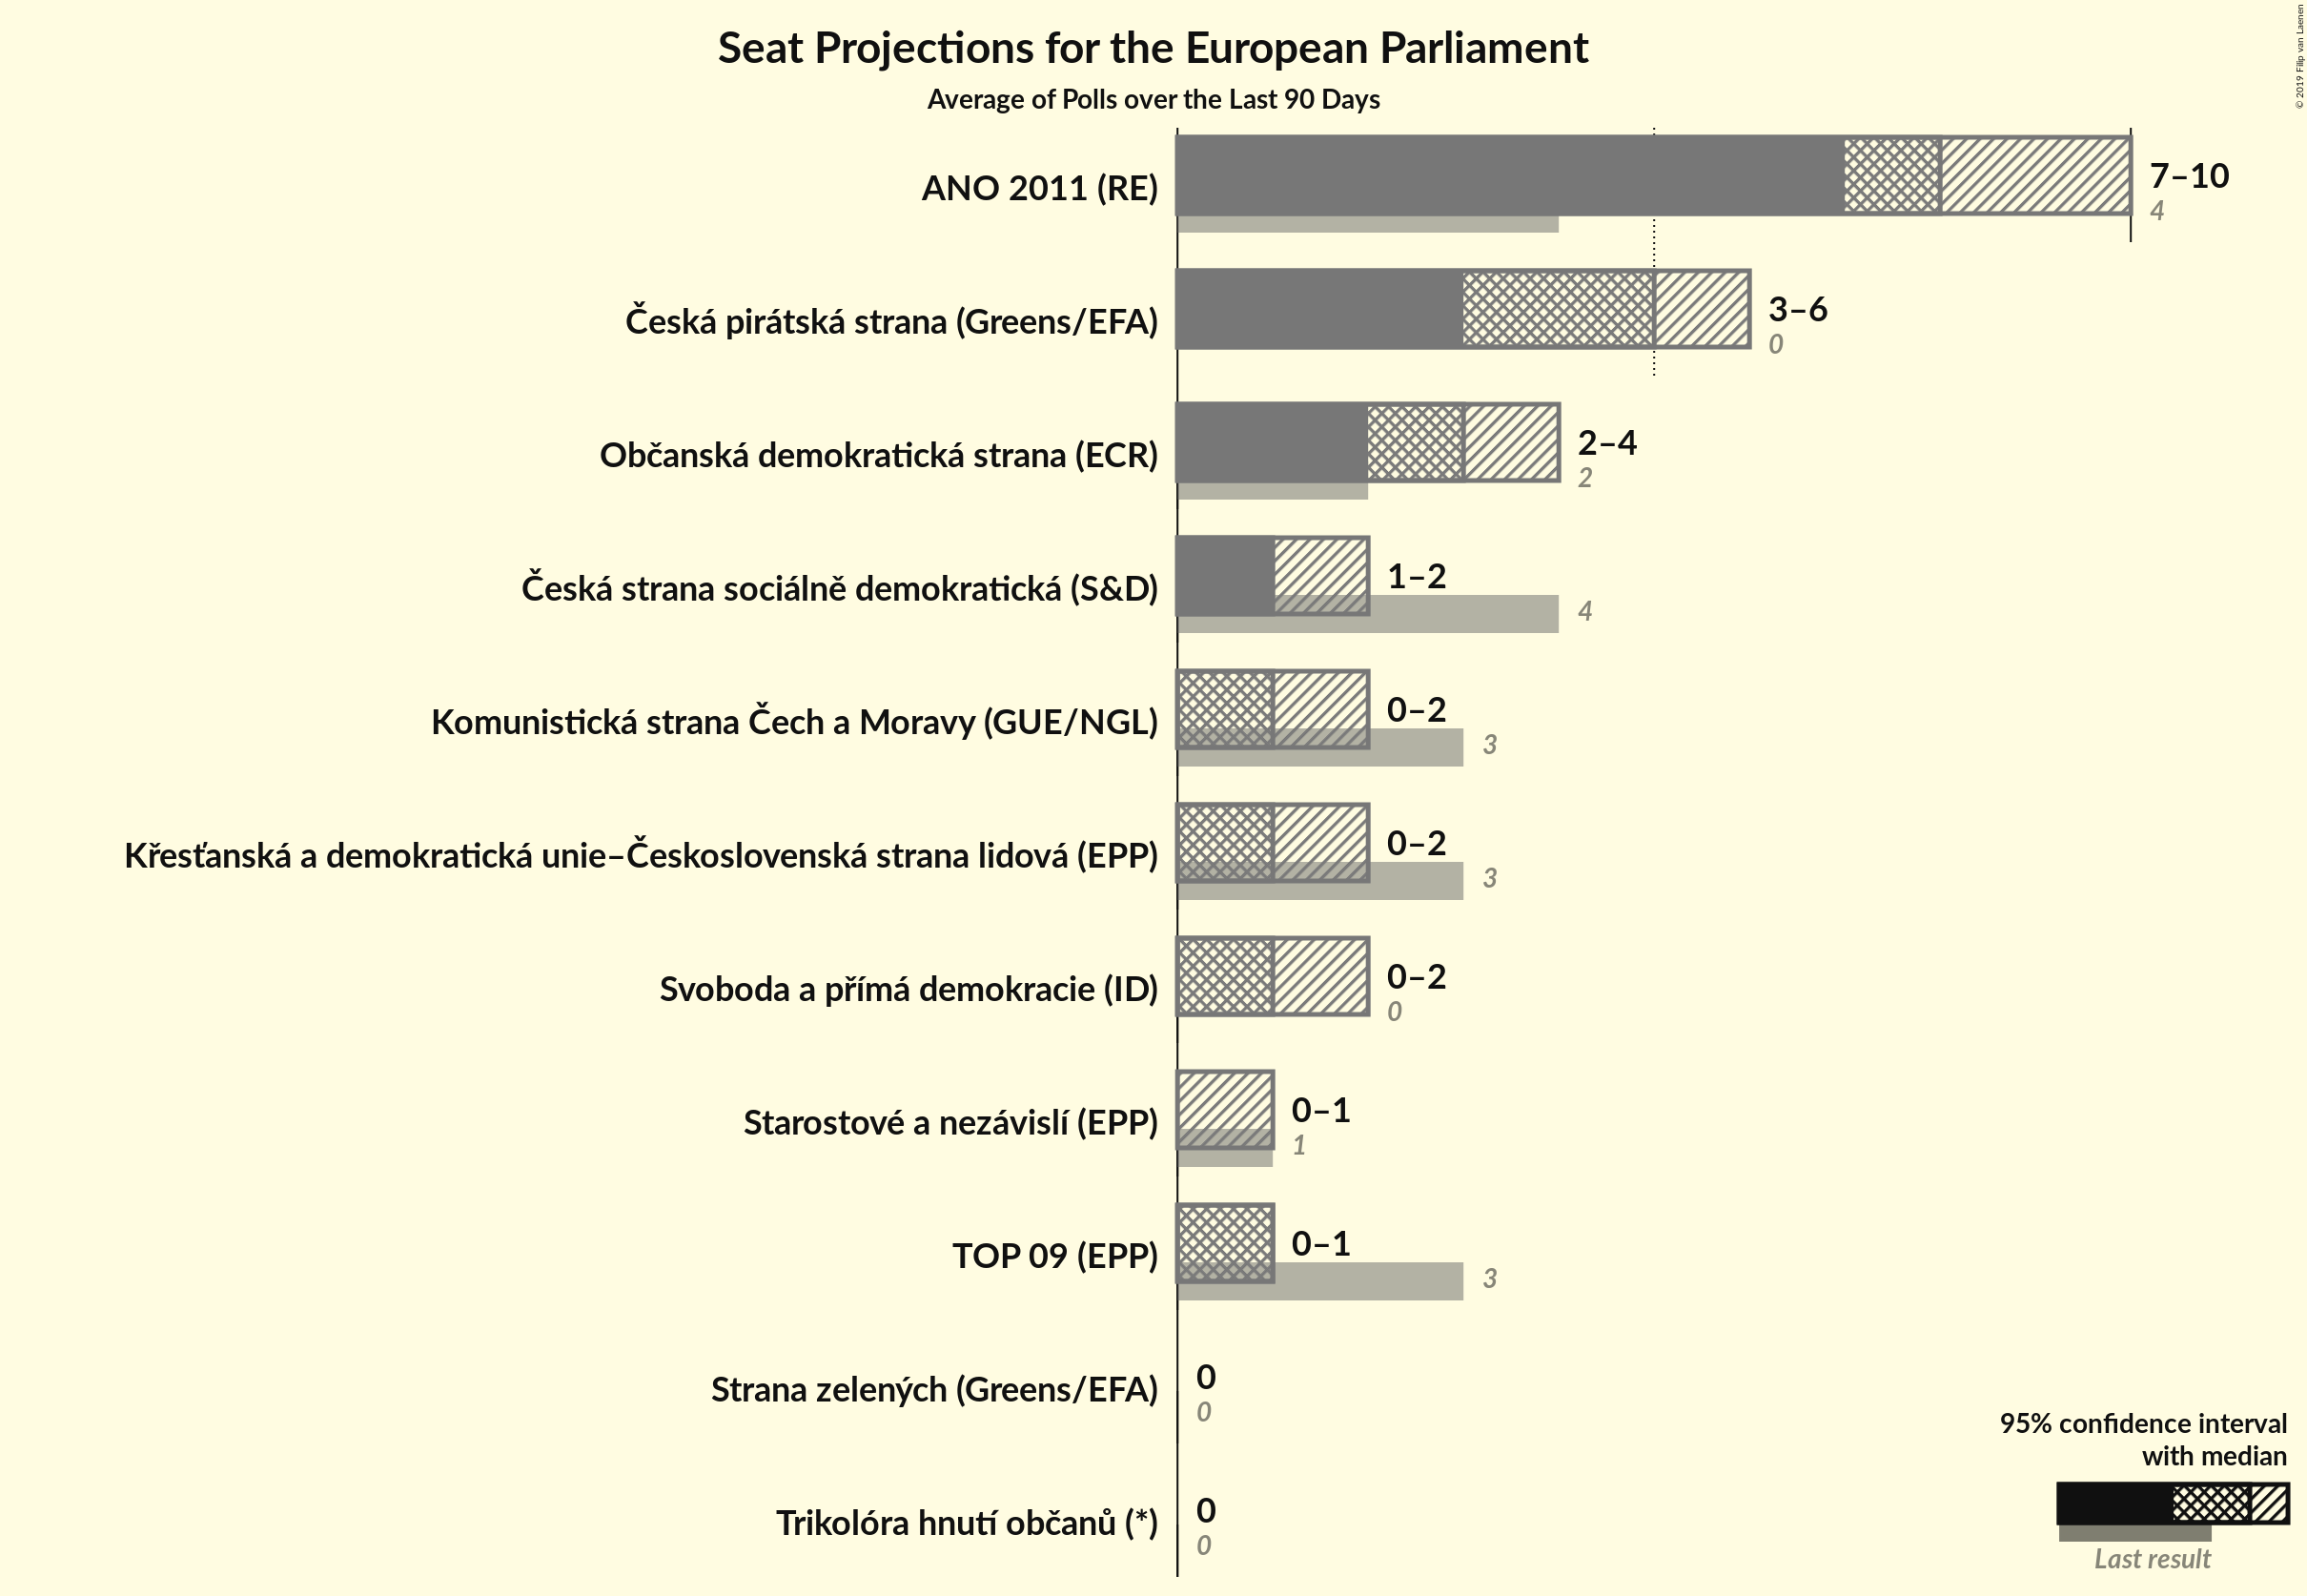 Seat Projections for the European Parliament
Average of Polls over the Last 90 Days
© 2019 Filip van Laenen
ANO 2011 (RE)
7–10
4
Česká pirátská strana (Greens/EFA)
3–6
0
Občanská demokratická strana (ECR)
2–4
2
Česká strana sociálně demokratická (S&D)
1–2
4
Komunistická strana Čech a Moravy (GUE/NGL)
0–2
3
Křesťanská a demokratická unie–Československá strana lidová (EPP)
0–2
3
Svoboda a přímá demokracie (ID)
0–2
0
Starostové a nezávislí (EPP)
0–1
1
TOP 09 (EPP)
0–1
3
Strana zelených (Greens/EFA)
0
0
Trikolóra hnutí občanů (*)
0
0
95% confidence interval
with median
Last result